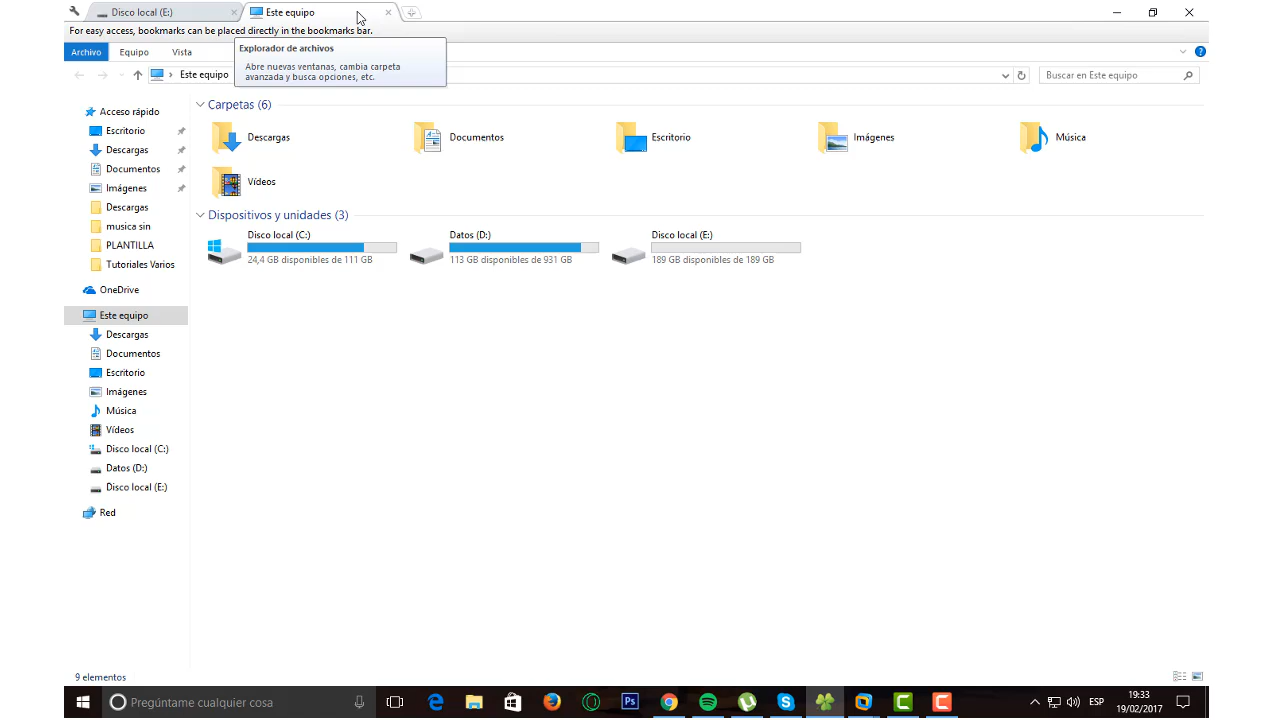 Disco local (E:)
Este equipo
For easy access, bookmarks can be placed directly in the bookmarks bar.
Explorador de archivos
Abre nuevas ventanas, cambia carpeta
avanzada y busca opciones, etc.
Archivo
Equipo
Vista
Este equipo
Buscar en Este equipo
Acceso rápido
Escritorio
Descargas
Documentos
Imágenes
Descargas
musica sin
PLANTILLA
Tutoriales Varios
OneDrive
Este equipo
Descargas
Documentos
Escritorio
Imágenes
Música
Vídeos
Disco local (C:)
Datos (D:)
Disco local (E:)
Red
Carpetas (6)
Descargas
Documentos
Escritorio
Imágenes
Música
Vídeos
Dispositivos y unidades (3)
Disco local (C:)
24,4 GB disponibles de 111 GB
Datos (D:)
113 GB disponibles de 931 GB
Disco local (E:)
189 GB disponibles de 189 GB
9 elementos
Pregúntame cualquier cosa
Ps
ESP
19:33
19/02/2017